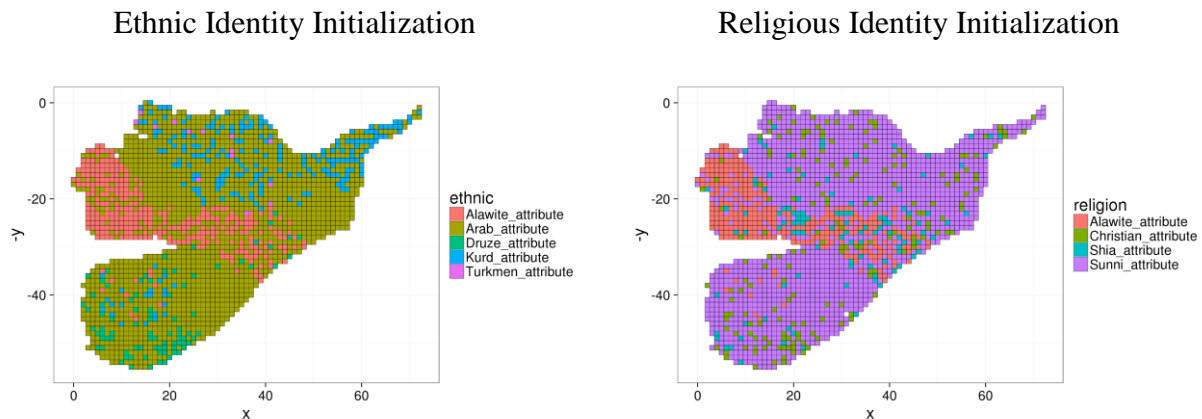 Ethnic Identity Initialization
Religious Identity Initialization
0
-20
-40
-y
0
20
40
60
x
ethnic
Alawite_attribute
Arab_attribute
Druze_attribute
Kurd_attribute
Turkmen_attribute
0
-20
-40
-y
0
20
40
60
x
religion
Alawite_attribute
Christian_attribute
Shia_attribute
Sunni_attribute